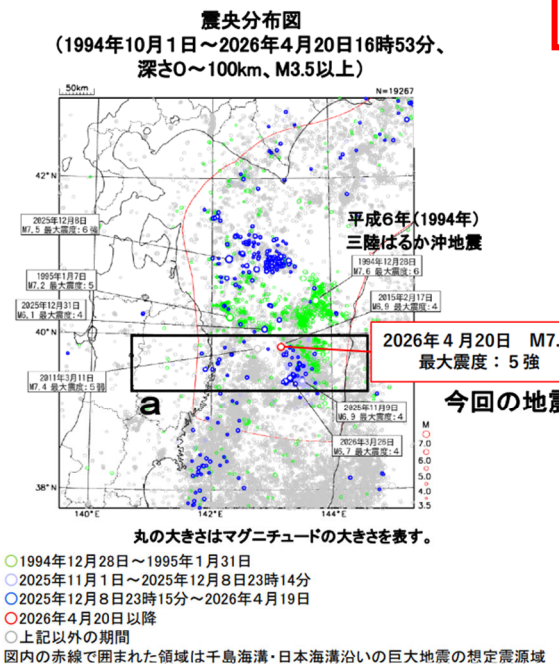 震央分布図
(1994年10月1日～2026年4月20日16時53分、
深さ0～100km、M3.5以上)
50km
N=19267
42°N
40°N
38°N
140°E
142°E
144°E
平成6年(1994年)
三陸はるか沖地震
2025年12月8日
M7.5 最大震度:6強
1994年12月28日
M7.6 最大震度:6
1995年1月7日
M7.2 最大震度:5
2015年2月17日
M6.9 最大震度:4
2025年12月31日
M6.1 最大震度:4
2026年4月20日 M7.
最大震度:5強
2011年3月11日
M7.4 最大震度:5弱
a
今回の地震
2025年11月9日
M6.9 最大震度:4
2026年3月26日
M6.7 最大震度:4
M
7.0
6.0
5.0
4.0
3.5
丸の大きさはマグニチュードの大きさを表す。
○1994年12月28日～1995年1月31日
○2025年11月1日～2025年12月8日23時14分
○2025年12月8日23時15分～2026年4月19日
○2026年4月20日以降
○上記以外の期間
図内の赤線で囲まれた領域は千島海溝・日本海溝沿いの巨大地震の想定震源域